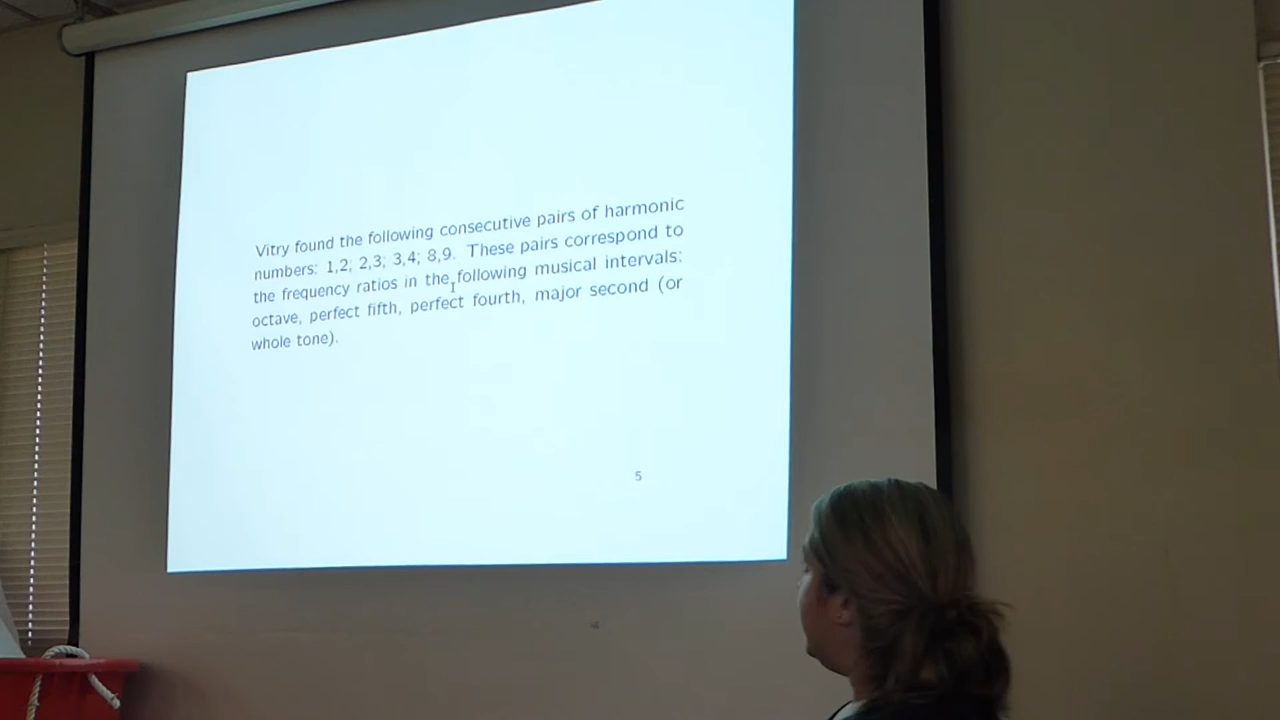 Vitry found the following consecutive pairs of harmonic
numbers: 1,2; 2,3; 3,4; 8,9. These pairs correspond to
the frequency ratios in the following musical intervals:
octave, perfect fifth, perfect fourth, major second (or
whole tone).
5